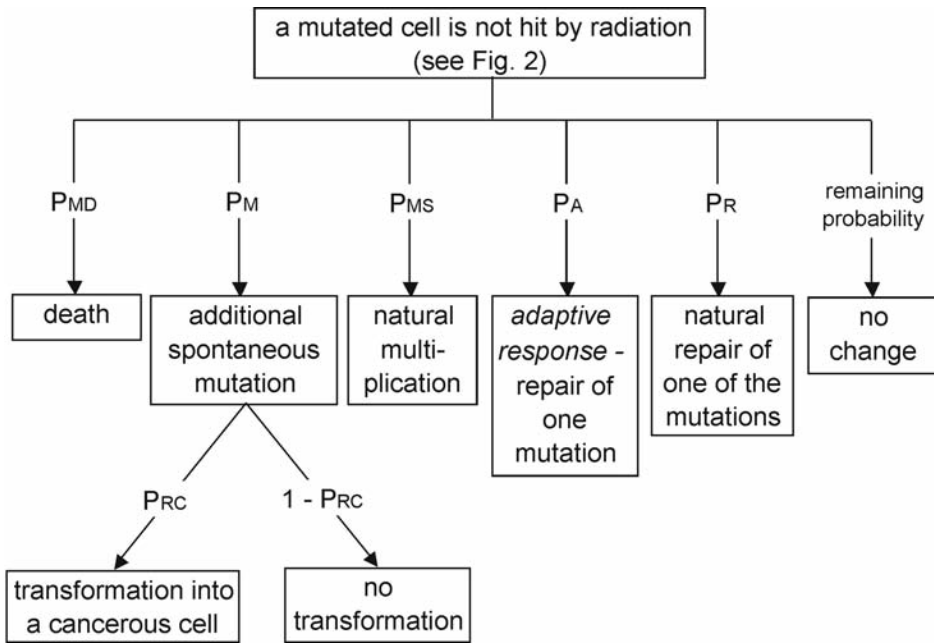 a mutated cell is not hit by radiation
(see Fig. 2)
PMD
PM
PMS
PA
PR
remaining
probability
death
additional
spontaneous
mutation
natural
multi-
plication
adaptive
response -
repair of
one
mutation
natural
repair of
one of the
mutations
no
change
PRC
1 - PRC
transformation into
a cancerous cell
no
transformation